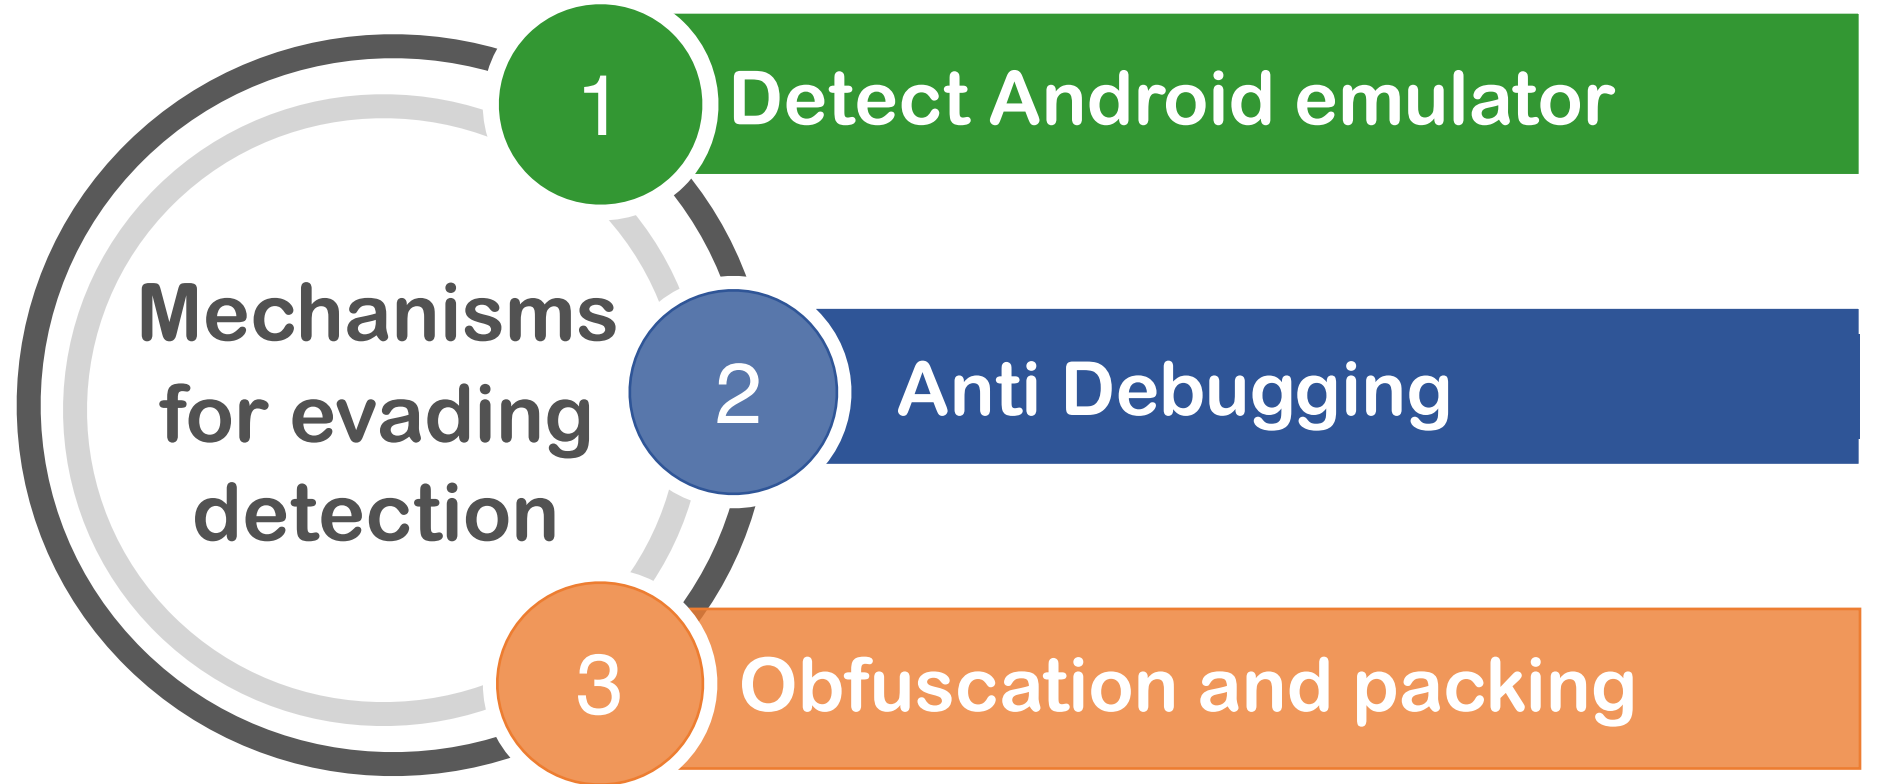 Mechanisms
for evading
detection
1
Detect Android emulator
2
Anti Debugging
3
Obfuscation and packing